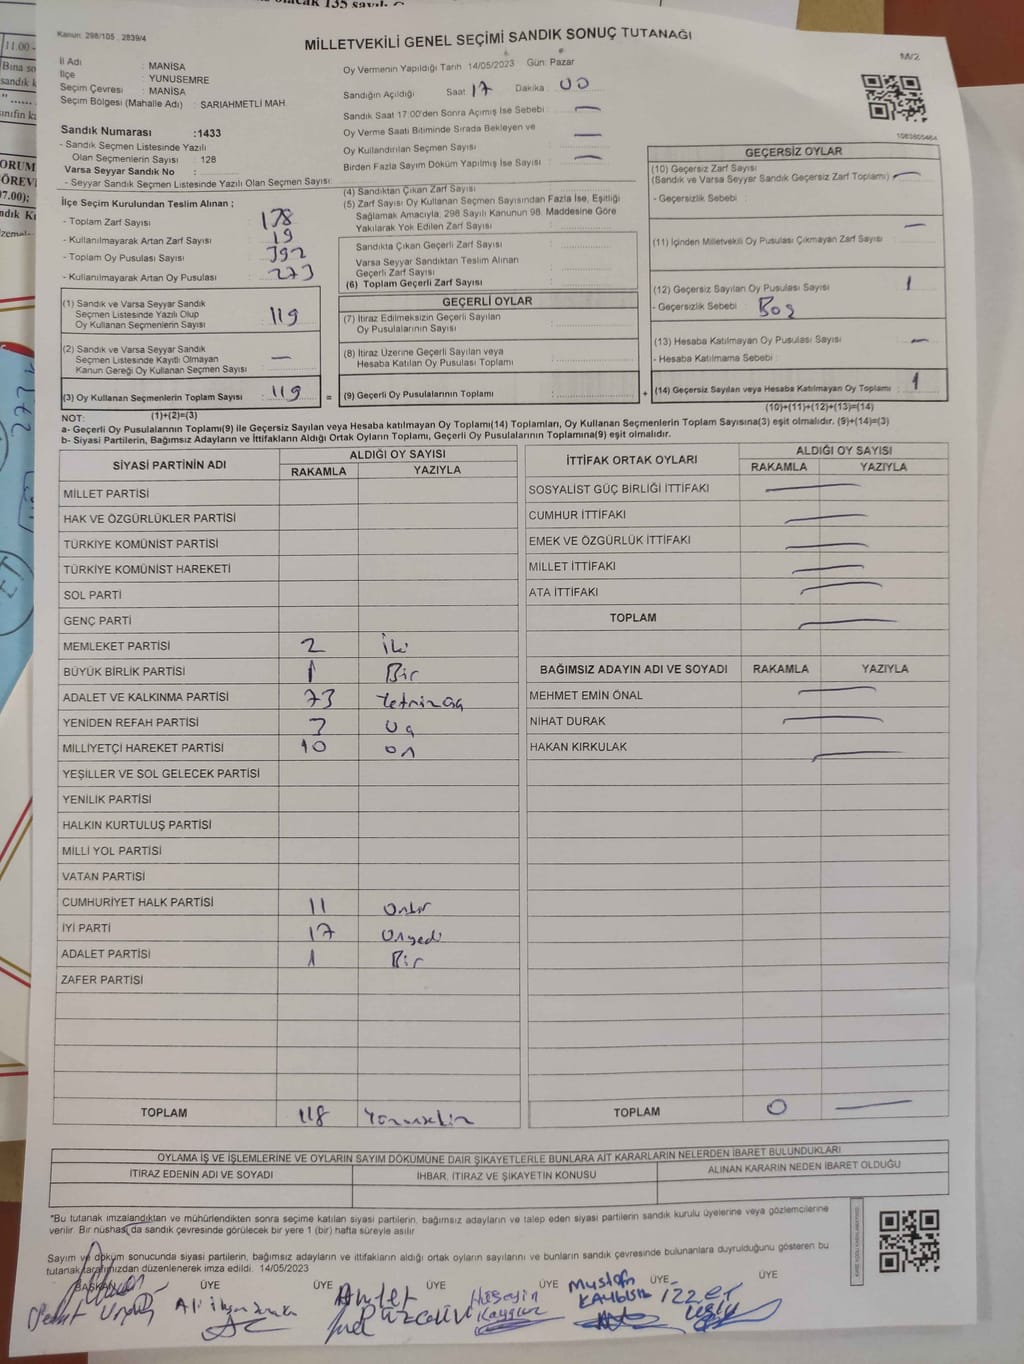 Kanun: 298/105 2839/4
MİLLETVEKİLİ GENEL SEÇİMİ SANDIK SONUÇ TUTANAĞI
M/2
İl Adı : MANİSA
İlçe : YUNUSEMRE
Seçim Çevresi : MANİSA
Seçim Bölgesi (Mahalle Adı) : SARIAHMETLİ MAH.
Oy Vermenin Yapıldığı Tarih 14/05/2023 Gün: Pazar
Sandığın Açıldığı Saat 17 Dakika 00
Sandık Saat 17:00'den Sonra Açımış İse Sebebi :
Oy Verme Saati Bitiminde Sırada Bekleyen ve
Oy Kullandırılan Seçmen Sayısı :
Birden Fazla Sayım Döküm Yapılmış İse Sayısı :
Sandık Numarası :1433
- Sandık Seçmen Listesinde Yazılı
Olan Seçmenlerin Sayısı : 128
Varsa Seyyar Sandık No :
- Seyyar Sandık Seçmen Listesinde Yazılı Olan Seçmen Sayısı:
İlçe Seçim Kurulundan Teslim Alınan ;
- Toplam Zarf Sayısı : 138
- Kullanılmayarak Artan Zarf Sayısı : 19
- Toplam Oy Pusulası Sayısı : 392
- Kullanılmayarak Artan Oy Pusulası : 273
(1) Sandık ve Varsa Seyyar Sandık
Seçmen Listesinde Yazılı Olup
Oy Kullanan Seçmenlerin Sayısı : 119
(2) Sandık ve Varsa Seyyar Sandık
Seçmen Listesinde Kayıtlı Olmayan
Kanun Gereği Oy Kullanan Seçmen Sayısı : —
(3) Oy Kullanan Seçmenlerin Toplam Sayısı : 119 =
(1)+(2)=(3)
(4) Sandıktan Çıkan Zarf Sayısı :
(5) Zarf Sayısı Oy Kullanan Seçmen Sayısından Fazla İse, Eşitliği
Sağlamak Amacıyla, 298 Sayılı Kanunun 98. Maddesine Göre
Yakılarak Yok Edilen Zarf Sayısı :
Sandıkta Çıkan Geçerli Zarf Sayısı :
Varsa Seyyar Sandıktan Teslim Alınan
Geçerli Zarf Sayısı :
(6) Toplam Geçerli Zarf Sayısı :
GEÇERLİ OYLAR
(7) İtiraz Edilmeksizin Geçerli Sayılan
Oy Pusulalarının Sayısı :
(8) İtiraz Üzerine Geçerli Sayılan veya
Hesaba Katılan Oy Pusulası Toplamı :
(9) Geçerli Oy Pusulalarının Toplamı : +
GEÇERSİZ OYLAR
(10) Geçersiz Zarf Sayısı
(Sandık ve Varsa Seyyar Sandık Geçersiz Zarf Toplamı) : —
- Geçersizlik Sebebi :
(11) İçinden Milletvekili Oy Pusulası Çıkmayan Zarf Sayısı : —
(12) Geçersiz Sayılan Oy Pusulası Sayısı : 1
- Geçersizlik Sebebi : Boş
(13) Hesaba Katılmayan Oy Pusulası Sayısı : —
- Hesaba Katılmama Sebebi :
(14) Geçersiz Sayılan veya Hesaba Katılmayan Oy Toplamı : 1
(10)+(11)+(12)+(13)=(14)
NOT:
a- Geçerli Oy Pusulalarının Toplamı(9) ile Geçersiz Sayılan veya Hesaba katılmayan Oy Toplamı(14) Toplamları, Oy Kullanan Seçmenlerin Toplam Sayısına(3) eşit olmalıdır. (9)+(14)=(3)
b- Siyasi Partilerin, Bağımsız Adayların ve İttifakların Aldığı Ortak Oyların Toplamı, Geçerli Oy Pusulalarının Toplamına(9) eşit olmalıdır.
SİYASİ PARTİNİN ADI ALDIĞI OY SAYISI
RAKAMLA YAZIYLA
MİLLET PARTİSİ
HAK VE ÖZGÜRLÜKLER PARTİSİ
TÜRKİYE KOMÜNİST PARTİSİ
TÜRKİYE KOMÜNİST HAREKETİ
SOL PARTİ
GENÇ PARTİ
MEMLEKET PARTİSİ 2 İki
BÜYÜK BİRLİK PARTİSİ 1 Bir
ADALET VE KALKINMA PARTİSİ 73 Yetmişüç
YENİDEN REFAH PARTİSİ 3 Üç
MİLLİYETÇİ HAREKET PARTİSİ 10 On
YEŞİLLER VE SOL GELECEK PARTİSİ
YENİLİK PARTİSİ
HALKIN KURTULUŞ PARTİSİ
MİLLİ YOL PARTİSİ
VATAN PARTİSİ
CUMHURİYET HALK PARTİSİ 11 Onbir
İYİ PARTİ 17 Onyedi
ADALET PARTİSİ 1 Bir
ZAFER PARTİSİ
TOPLAM 118 Yüzonsekiz
İTTİFAK ORTAK OYLARI ALDIĞI OY SAYISI
RAKAMLA YAZIYLA
SOSYALİST GÜÇ BİRLİĞİ İTTİFAKI
CUMHUR İTTİFAKI
EMEK VE ÖZGÜRLÜK İTTİFAKI
MİLLET İTTİFAKI
ATA İTTİFAKI
TOPLAM
BAĞIMSIZ ADAYIN ADI VE SOYADI RAKAMLA YAZIYLA
MEHMET EMİN ÖNAL
NİHAT DURAK
HAKAN KIRKULAK
TOPLAM 0 —
OYLAMA İŞ VE İŞLEMLERİNE VE OYLARIN SAYIM DÖKÜMÜNE DAİR ŞİKAYETLERLE BUNLARA AİT KARARLARIN NELERDEN İBARET BULUNDUKLARI
İTİRAZ EDENİN ADI VE SOYADI İHBAR, İTİRAZ VE ŞİKAYETİN KONUSU ALINAN KARARIN NEDEN İBARET OLDUĞU
"Bu tutanak imzalandıktan ve mühürlendikten sonra seçime katılan siyasi partilerin, bağımsız adayların ve talep eden siyasi partilerin sandık kurulu üyelerine veya gözlemcilerine
verilir. Bir nüshası da sandık çevresinde görülecek bir yere 1 (bir) hafta süreyle asılır
Sayım ve döküm sonucunda siyasi partilerin, bağımsız adayların ve ittifakların aldığı ortak oyların sayılarını ve bunların sandık çevresinde bulunanlara duyrulduğunu gösteren bu
tutanak tarafımızdan düzenlenerek imza edildi. 14/05/2023
BAŞKAN ÜYE ÜYE ÜYE ÜYE ÜYE ÜYE
Hüseyin Kaygın
Mustafa
İzzet